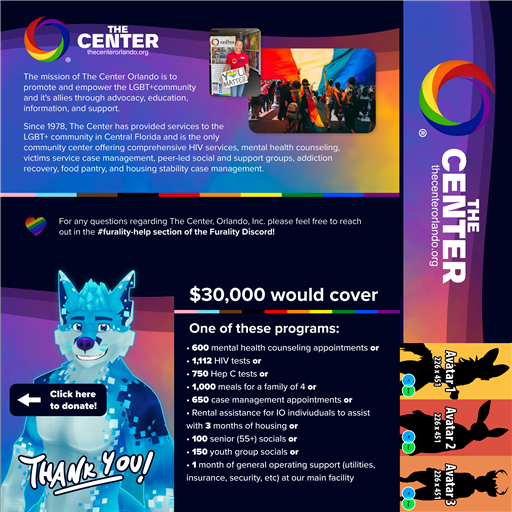 THE
CENTER
thecenterorlando.org
®
The mission of The Center Orlando is to
promote and empower the LGBT+community
and it's allies through advocacy, education,
information, and support.
Since 1978, The Center has provided services to the
LGBT+ community in Central Florida and is the only
community center offering comprehensive HIV services, mental health counseling,
victims service case management, peer-led social and support groups, addiction
recovery, food pantry, and housing stability case management.
YOU
MATTER
For any questions regarding The Center, Orlando, Inc. please feel free to reach
out in the #furality-help section of the Furality Discord!
$30,000 would cover
One of these programs:
• 600 mental health counseling appointments or
• 1,112 HIV tests or
• 750 Hep C tests or
• 1,000 meals for a family of 4 or
• 650 case management appointments or
• Rental assistance for IO indiviuduals to assist
with 3 months of housing or
• 100 senior (55+) socials or
• 150 youth group socials or
• 1 month of general operating support (utilities,
insurance, security, etc) at our main facility
Click here
to donate!
THANK YOU!
®
THE
CENTER
thecenterorlando.org
Avatar 1
226 x 451
Avatar 2
226 x 451
Avatar 3
226 x 451